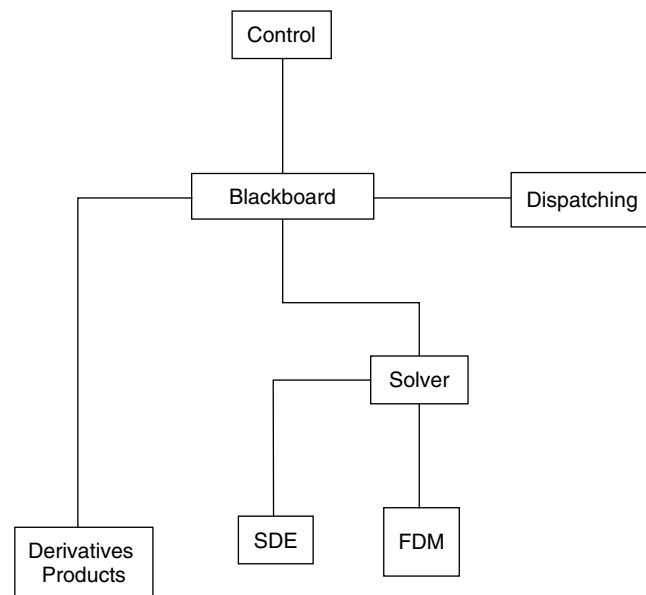 Control
Blackboard
Dispatching
Solver
SDE
FDM
Derivatives
Products